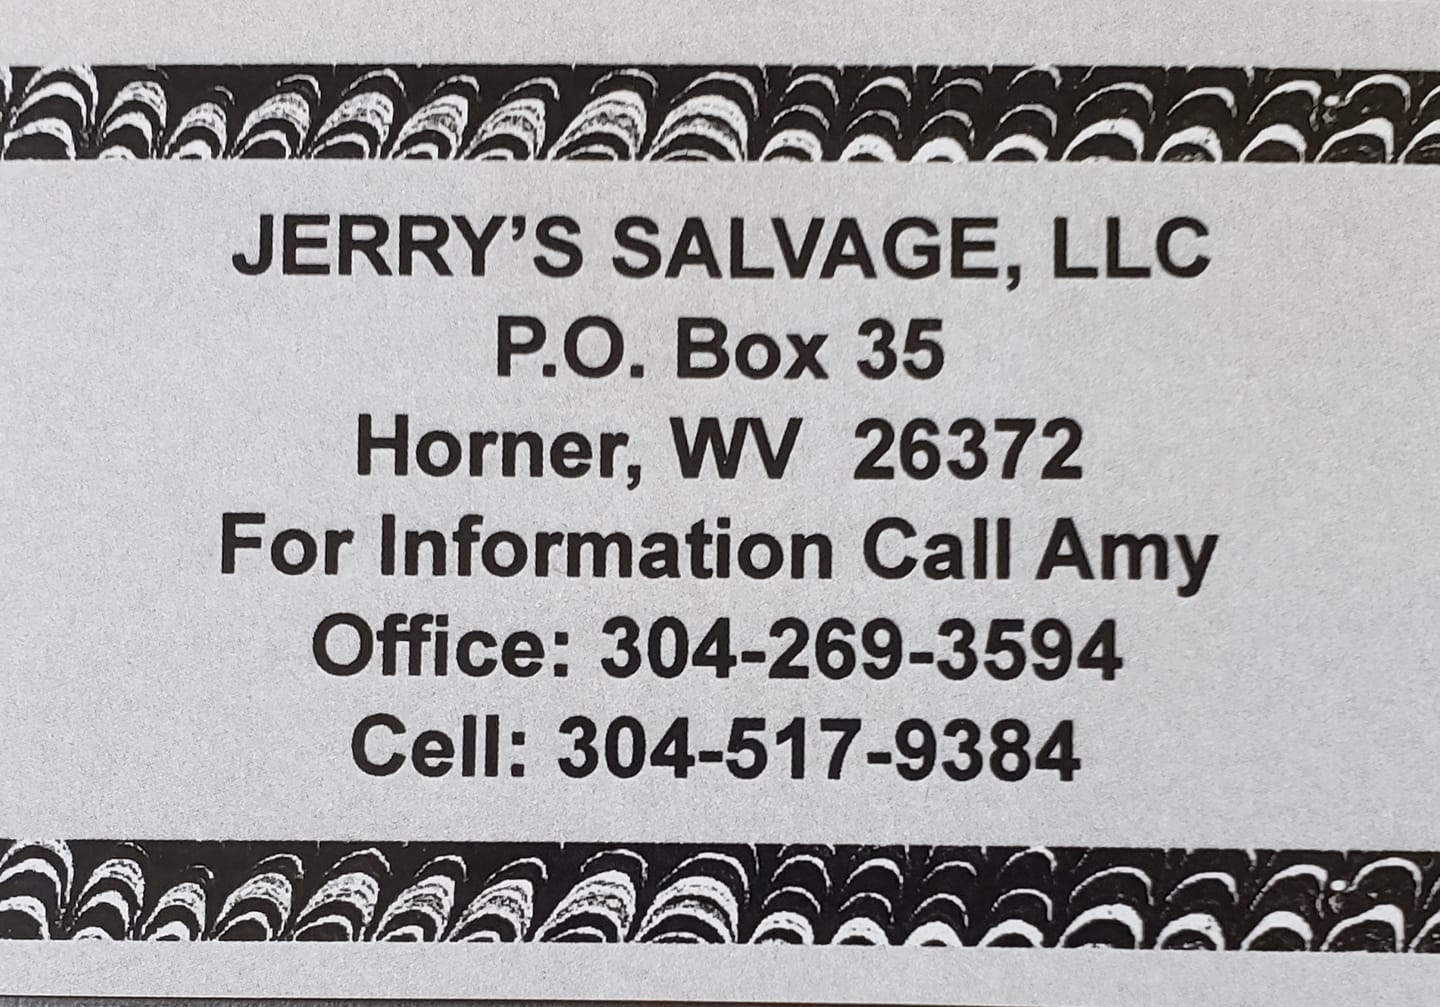 JERRY’S SALVAGE, LLC
P.O. Box 35
Horner, WV  26372
For Information Call Amy
Office: 304-269-3594
Cell: 304-517-9384